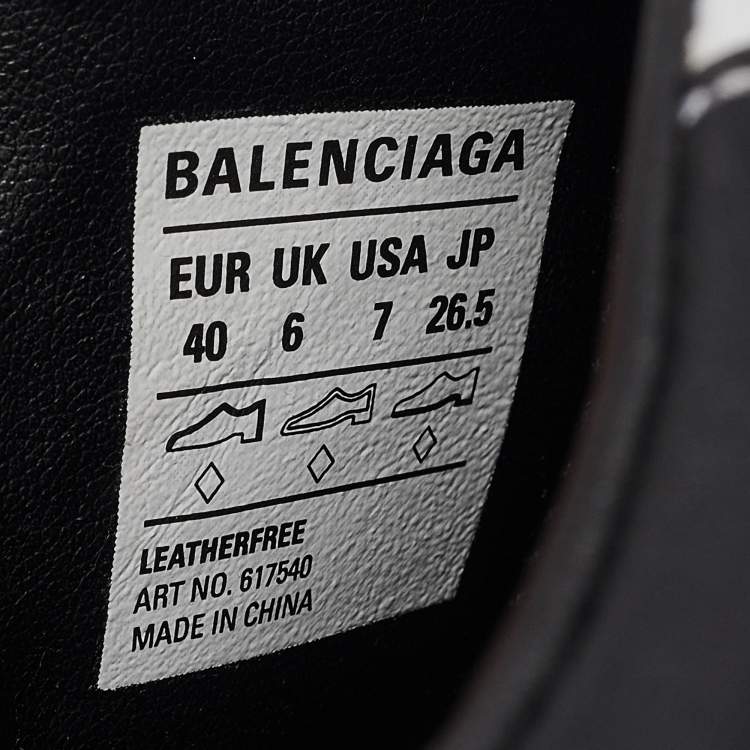 BALENCIAGA
EUR UK USA JP
40 6 7 26.5
LEATHERFREE
ART NO. 617540
MADE IN CHINA